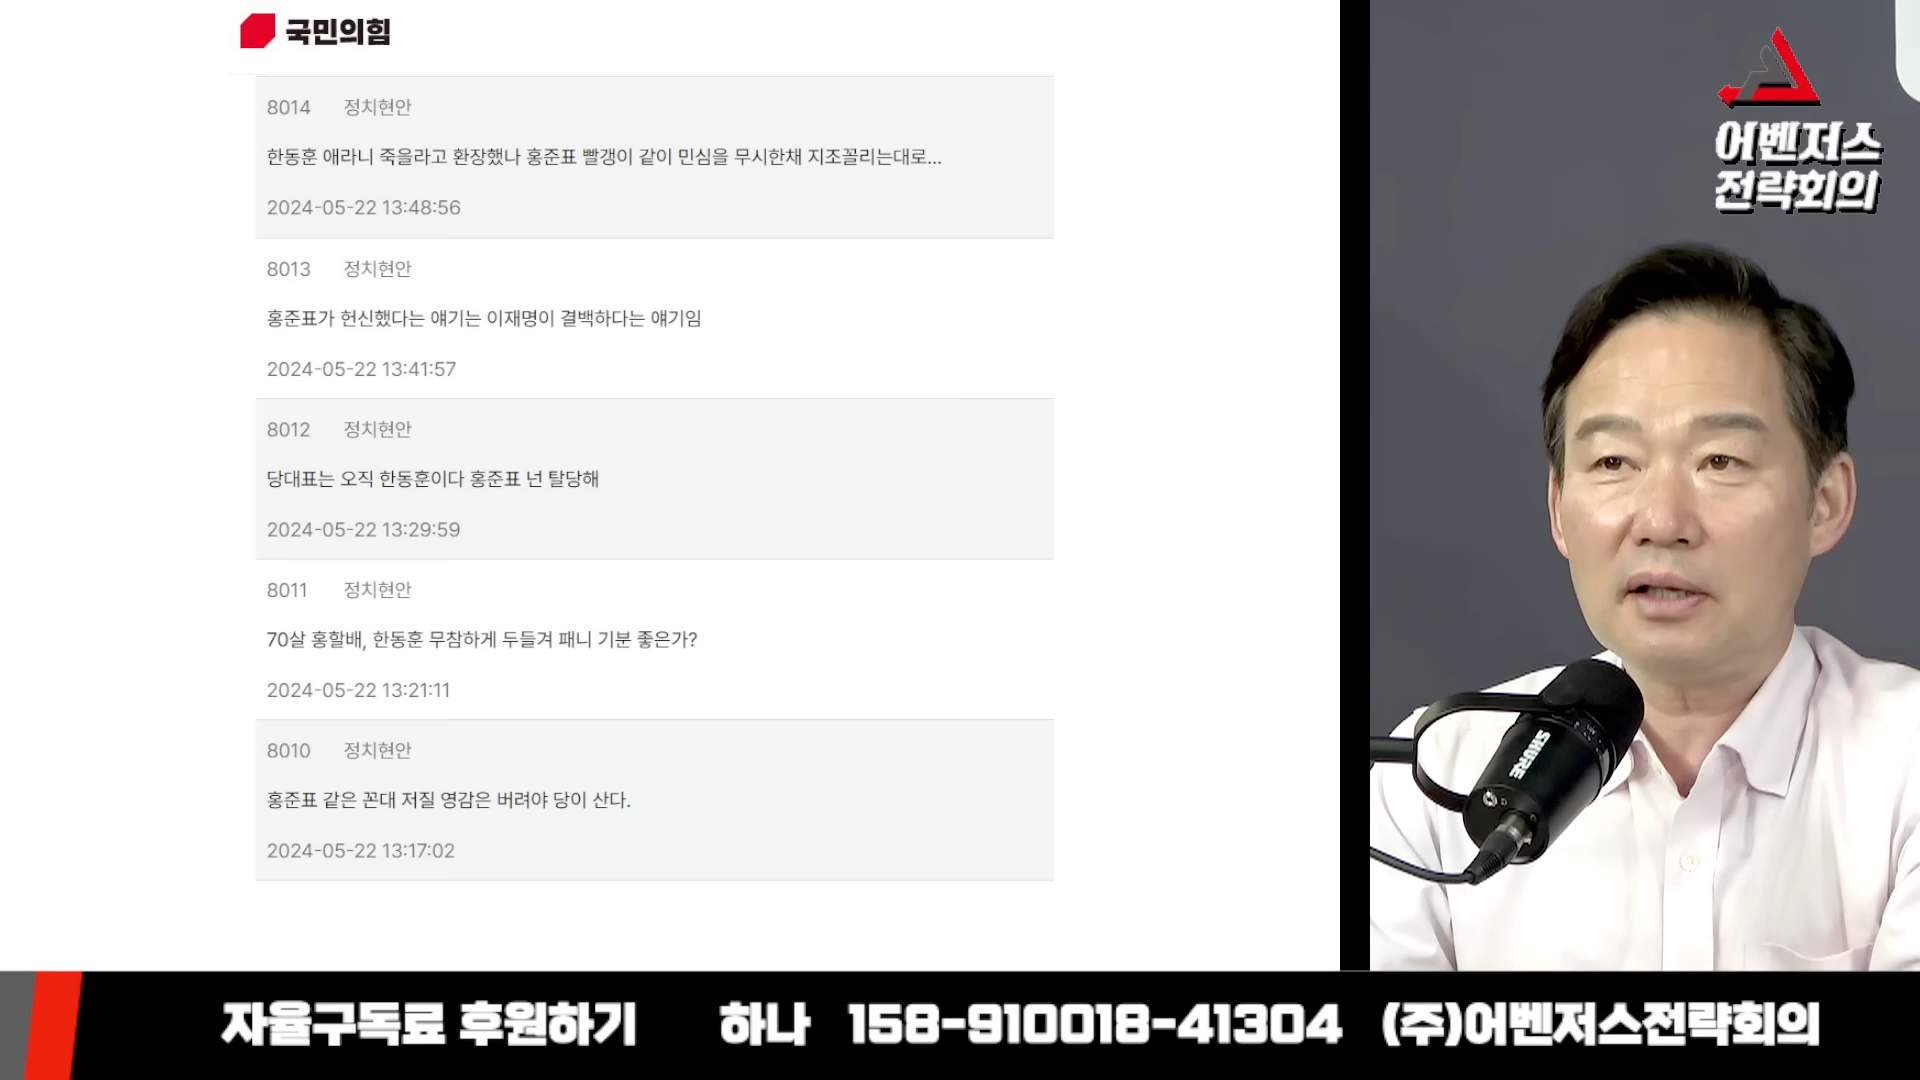 국민의힘
8014 정치현안
한동훈 애라니 죽을라고 환장했나 홍준표 빨갱이 같이 민심을 무시한채 지조꼴리는대로...
2024-05-22 13:48:56
8013 정치현안
홍준표가 헌신했다는 얘기는 이재명이 결백하다는 얘기임
2024-05-22 13:41:57
8012 정치현안
당대표는 오직 한동훈이다 홍준표 넌 탈당해
2024-05-22 13:29:59
8011 정치현안
70살 홍할배, 한동훈 무참하게 두들겨 패니 기분 좋은가?
2024-05-22 13:21:11
8010 정치현안
홍준표 같은 꼰대 저질 영감은 버려야 당이 산다.
2024-05-22 13:17:02
어벤저스
전략회의
SHURE
자율구독료 후원하기 하나 158-910018-41304 (주)어벤저스전략회의